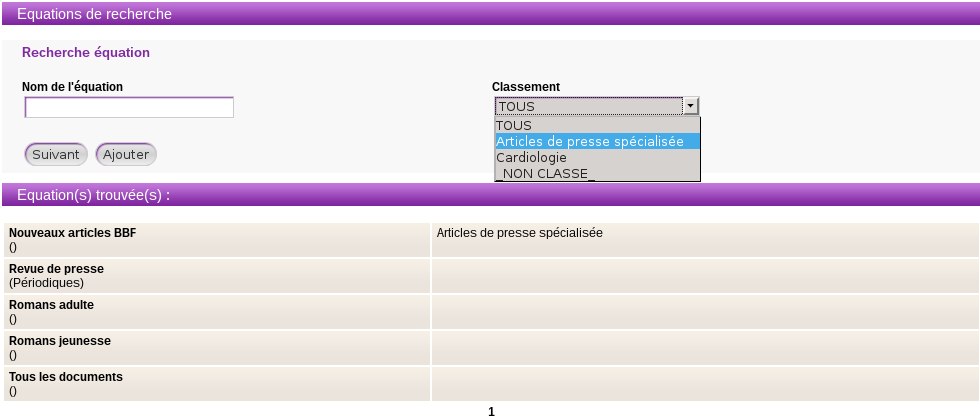 Equations de recherche
Recherche équation
Nom de l'équation
Classement
TOUS
TOUS
Articles de presse spécialisée
Cardiologie
_NON CLASSE_
Suivant Ajouter
Equation(s) trouvée(s) :
Nouveaux articles BBF
()
Articles de presse spécialisée
Revue de presse
(Périodiques)
Romans adulte
()
Romans jeunesse
()
Tous les documents
()
1